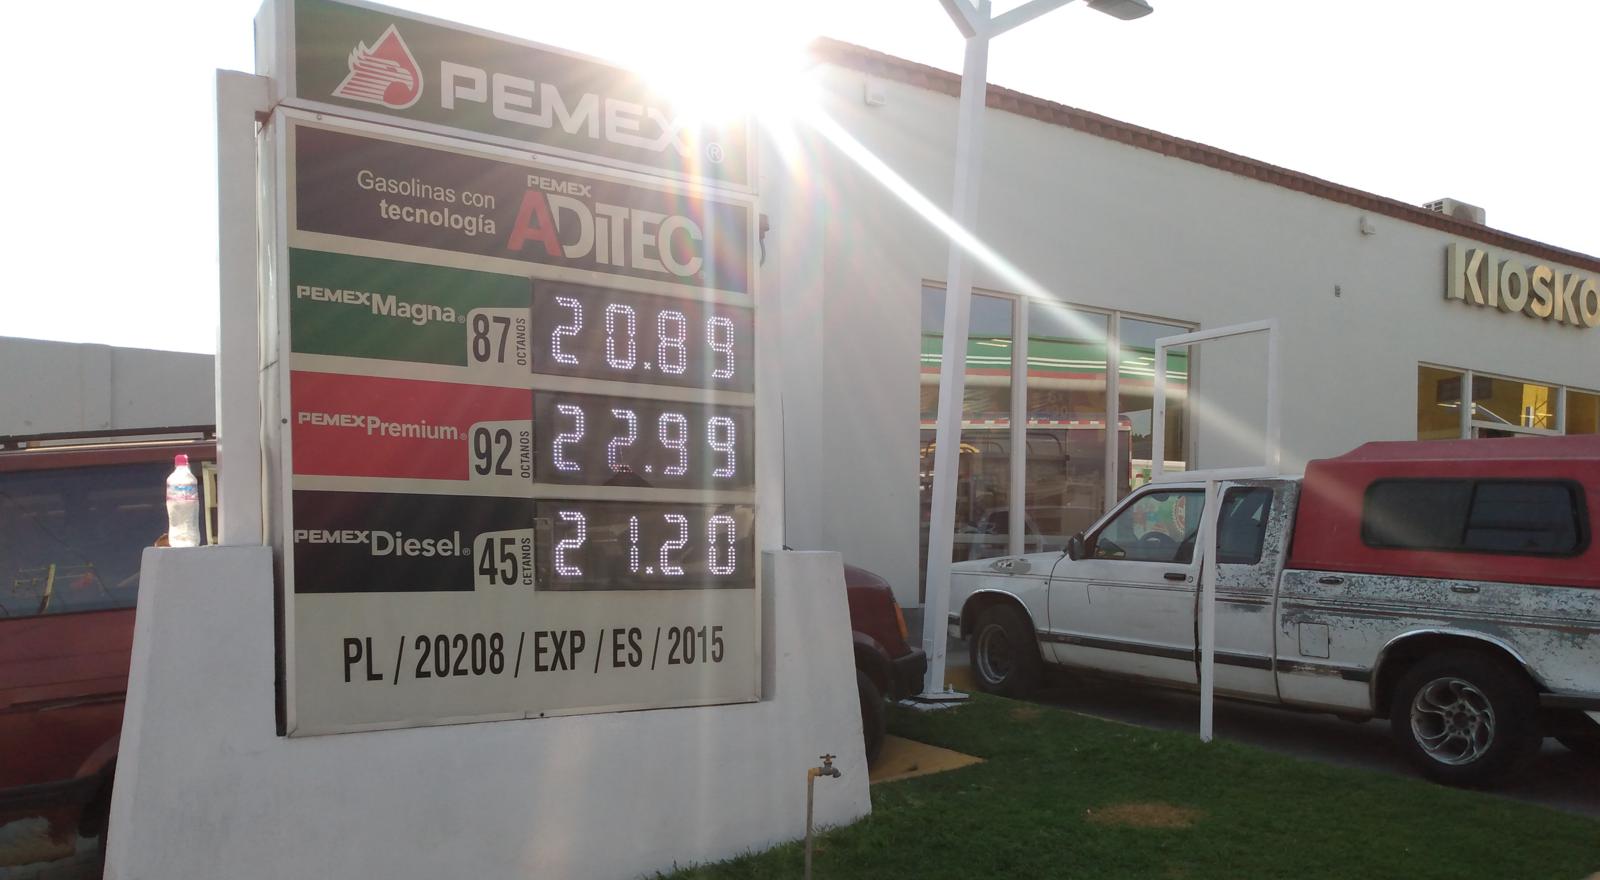 PEMEX®
Gasolinas con
tecnología
PEMEX
ADiTEC
PEMEX Magna® 87 OCTANOS 20.89
PEMEX Premium® 92 OCTANOS 22.99
PEMEX Diesel® 45 CETANOS 21.20
PL / 20208 / EXP / ES / 2015
KIOSKO